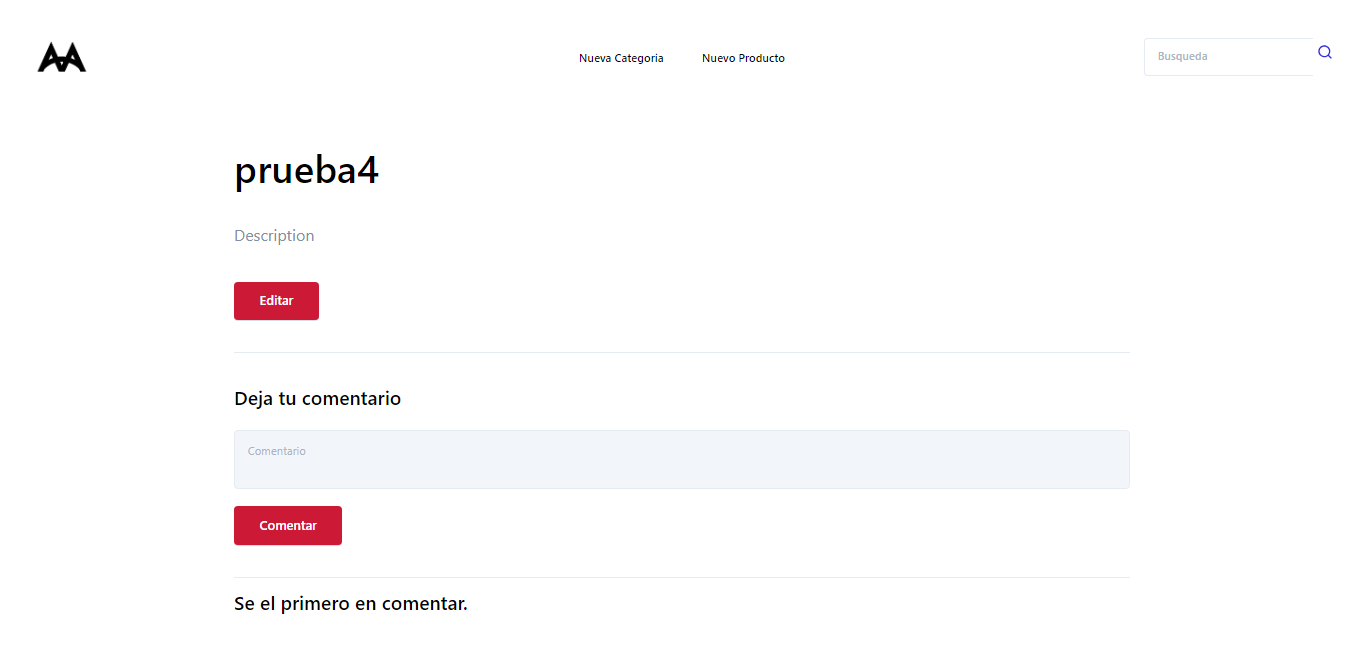 Nueva Categoria
Nuevo Producto
Busqueda
prueba4
Description
Editar
Deja tu comentario
Comentario
Comentar
Se el primero en comentar.